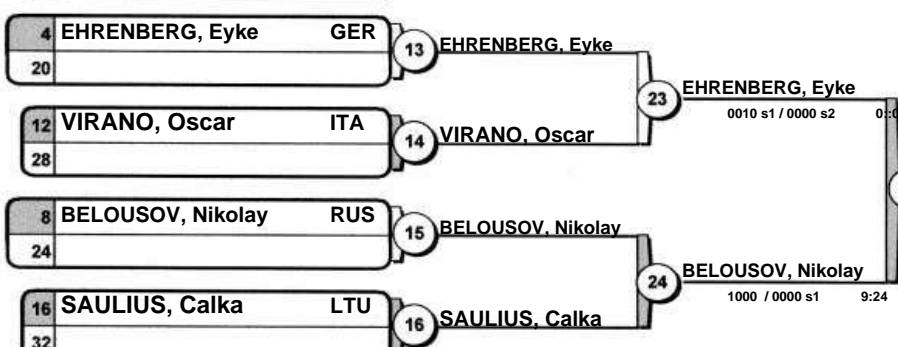 4 EHRENBERG, Eyke GER
20
13 EHRENBERG, Eyke
23 EHRENBERG, Eyke
0010 s1 / 0000 s2
12 VIRANO, Oscar ITA
28
14 VIRANO, Oscar
8 BELOUSOV, Nikolay RUS
24
15 BELOUSOV, Nikolay
24 BELOUSOV, Nikolay
1000 / 0000 s1 9:24
16 SAULIUS, Calka LTU
32
16 SAULIUS, Calka